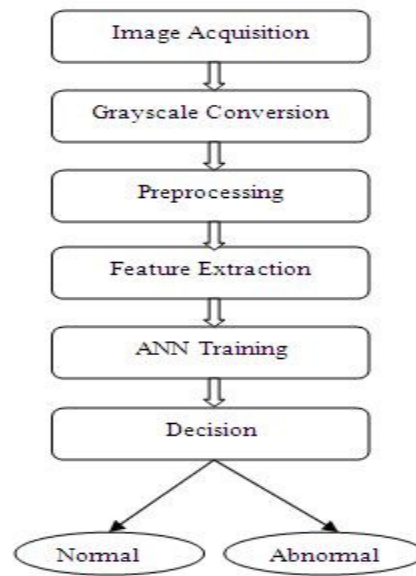 Image Acquisition
Grayscale Conversion
Preprocessing
Feature Extraction
ANN Training
Decision
Normal
Abnormal